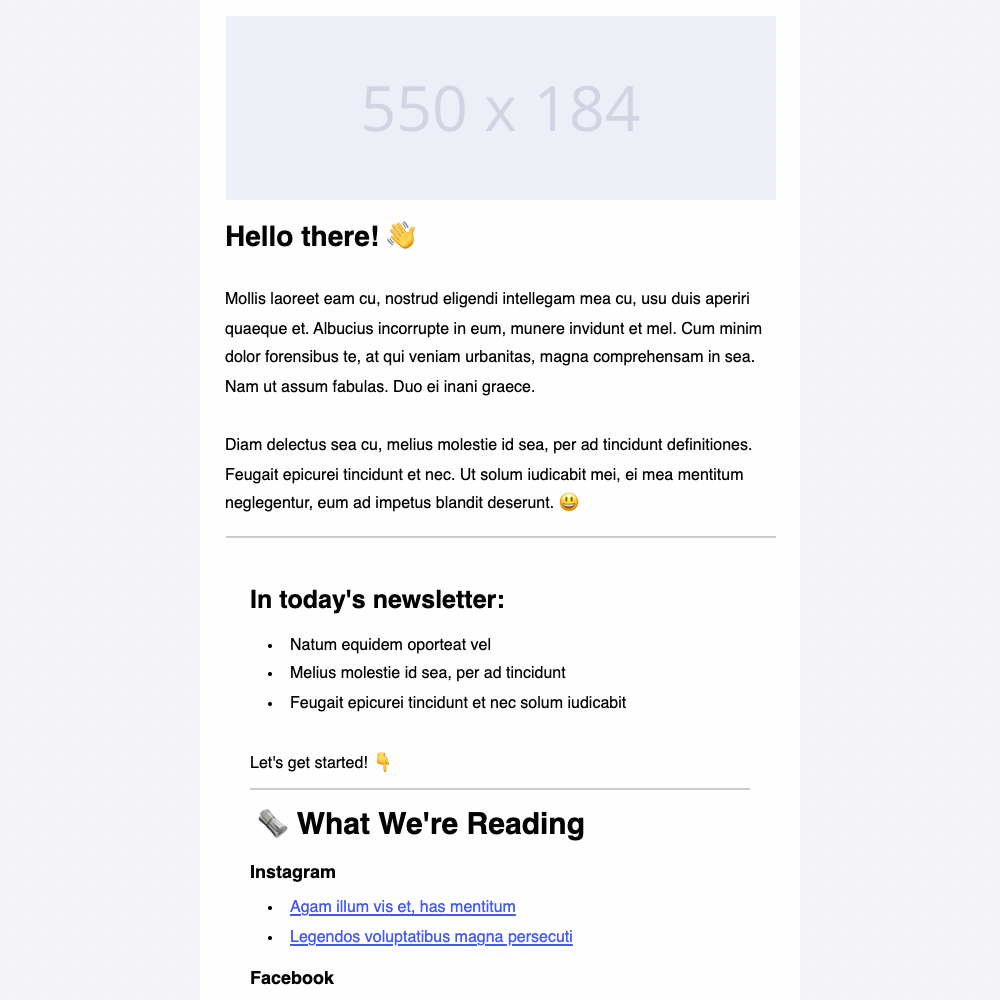 550 x 184
Hello there! 👋
Mollis laoreet eam cu, nostrud eligendi intellegam mea cu, usu duis aperiri
quaeque et. Albucius incorrupte in eum, munere invidunt et mel. Cum minim
dolor forensibus te, at qui veniam urbanitas, magna comprehensam in sea.
Nam ut assum fabulas. Duo ei inani graece.
Diam delectus sea cu, melius molestie id sea, per ad tincidunt definitiones.
Feugait epicurei tincidunt et nec. Ut solum iudicabit mei, ei mea mentitum
neglegentur, eum ad impetus blandit deserunt. 😃
In today's newsletter:
• Natum equidem oporteat vel
• Melius molestie id sea, per ad tincidunt
• Feugait epicurei tincidunt et nec solum iudicabit
Let's get started! 👇
🗞️ What We're Reading
Instagram
• Agam illum vis et, has mentitum
• Legendos voluptatibus magna persecuti
Facebook